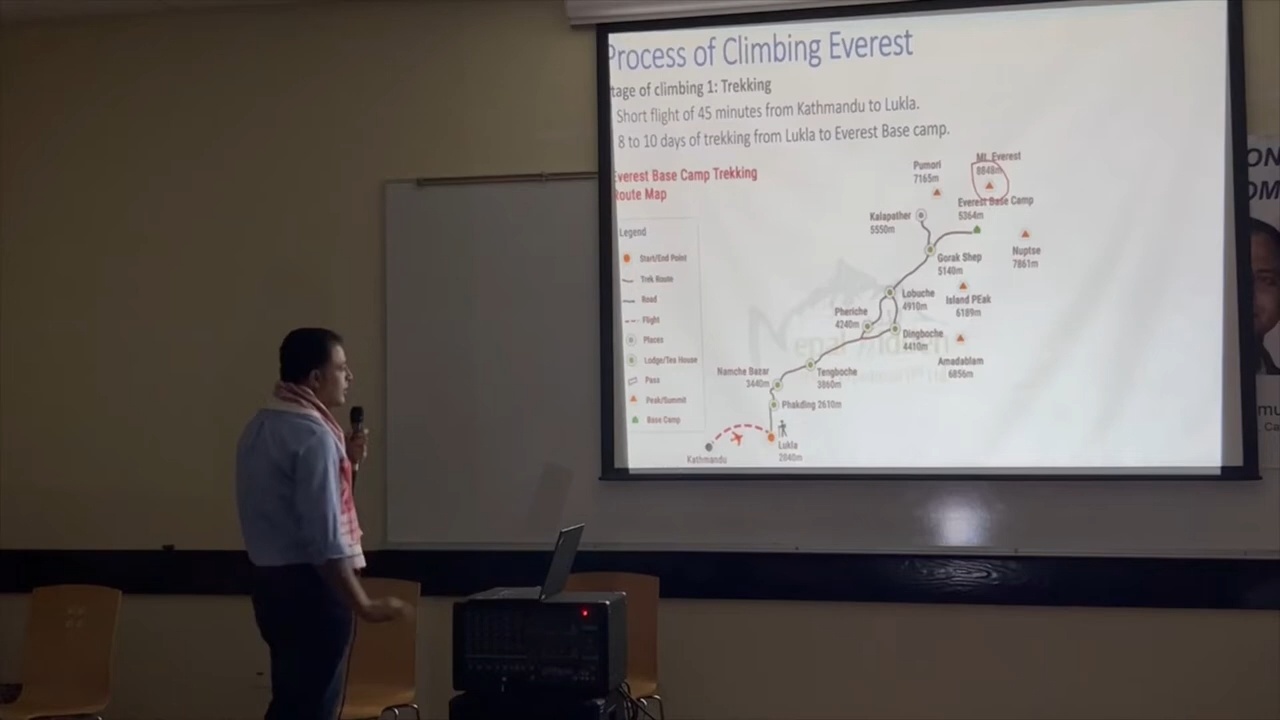 Process of Climbing Everest
tage of climbing 1: Trekking
Short flight of 45 minutes from Kathmandu to Lukla.
8 to 10 days of trekking from Lukla to Everest Base camp.
Everest Base Camp Trekking
Route Map
Legend
Start/End Point
Trek Route
Road
Flight
Places
Lodge/Tea House
Pass
Peak/Summit
Base Camp
Mt. Everest
8848m
Pumori
7165m
Everest Base Camp
5364m
Kalapather
5550m
Nuptse
7861m
Gorak Shep
5140m
Island PEak
6189m
Lobuche
4910m
Pheriche
4240m
Dingboche
4410m
Amadablam
6856m
Namche Bazar
3440m
Tengboche
3860m
Phakding 2610m
Lukla
2840m
Kathmandu
ON
OM
mu
Ca